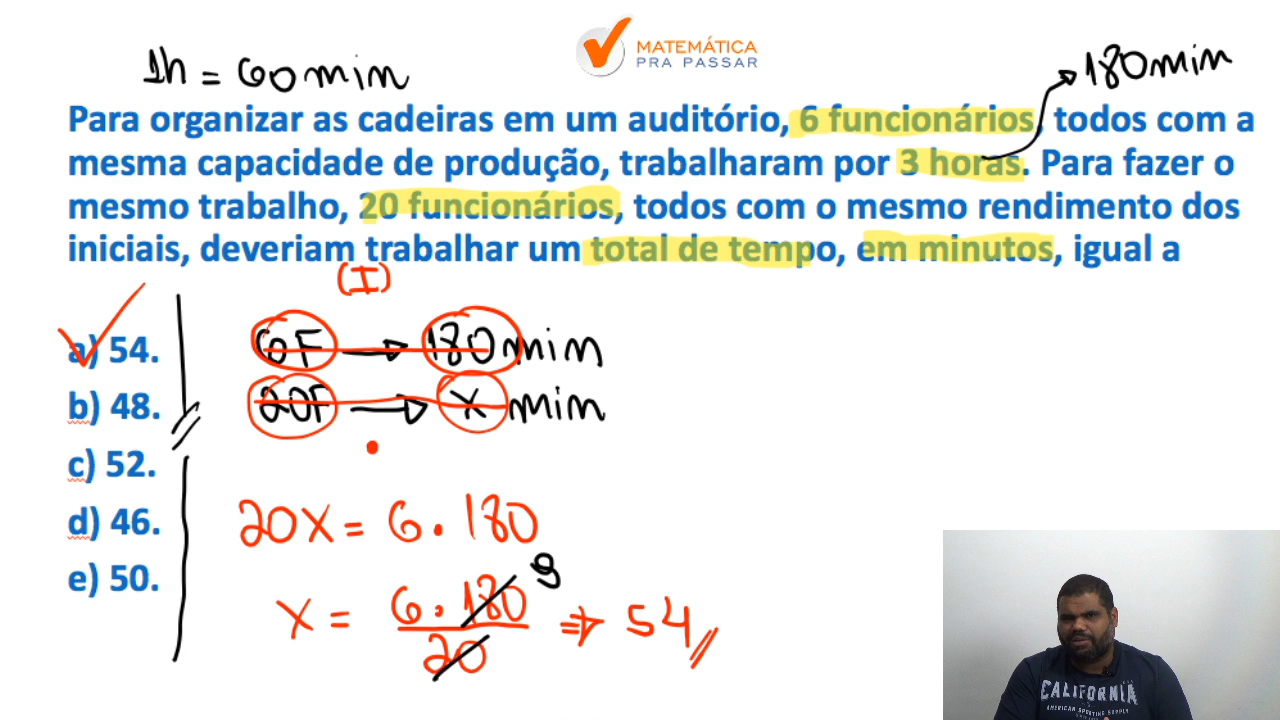 MATEMÁTICA
PRA PASSAR
1h = 60min
180min
Para organizar as cadeiras em um auditório, 6 funcionários, todos com a
mesma capacidade de produção, trabalharam por 3 horas. Para fazer o
mesmo trabalho, 20 funcionários, todos com o mesmo rendimento dos
iniciais, deveriam trabalhar um total de tempo, em minutos, igual a
(I)
a) 54.
6F → 180min
b) 48.
20F → x min
c) 52.
d) 46.
20x = 6.180
e) 50.
9
x = 6.180 ⇒ 54
20
CALIFORNIA
AMERICAN SPORTING SUPPLY